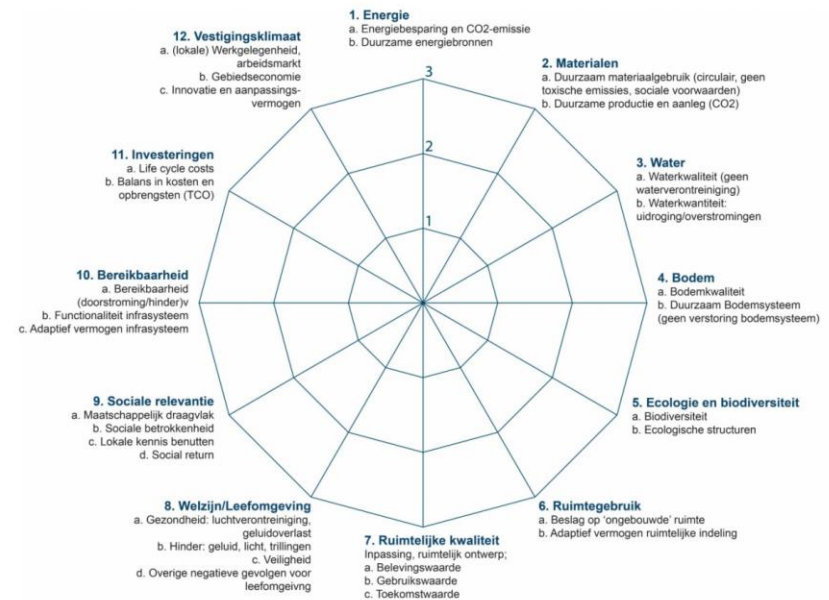 1. Energie
a. Energiebesparing en CO2-emissie
b. Duurzame energiebronnen
2. Materialen
a. Duurzaam materiaalgebruik (circulair, geen
toxische emissies, sociale voorwaarden)
b. Duurzame productie en aanleg (CO2)
3. Water
a. Waterkwaliteit (geen
waterverontreiniging)
b. Waterkwantiteit:
uidroging/overstromingen
4. Bodem
a. Bodemkwaliteit
b. Duurzaam Bodemsysteem
(geen verstoring bodemsysteem)
5. Ecologie en biodiversiteit
a. Biodiversiteit
b. Ecologische structuren
6. Ruimtegebruik
a. Beslag op ‘ongebouwde’ ruimte
b. Adaptief vermogen ruimtelijke indeling
7. Ruimtelijke kwaliteit
Inpassing, ruimtelijk ontwerp;
a. Belevingswaarde
b. Gebruikswaarde
c. Toekomstwaarde
8. Welzijn/Leefomgeving
a. Gezondheid: luchtverontreiniging,
geluidoverlast
b. Hinder: geluid, licht, trillingen
c. Veiligheid
d. Overige negatieve gevolgen voor
leefomgeivng
9. Sociale relevantie
a. Maatschappelijk draagvlak
b. Sociale betrokkenheid
c. Lokale kennis benutten
d. Social return
10. Bereikbaarheid
a. Bereikbaarheid
(doorstroming/hinder)v
b. Functionaliteit infrasysteem
c. Adaptief vermogen infrasysteem
11. Investeringen
a. Life cycle costs
b. Balans in kosten en
opbrengsten (TCO)
12. Vestigingsklimaat
a. (lokale) Werkgelegenheid,
arbeidsmarkt
b. Gebiedseconomie
c. Innovatie en aanpassings-
vermogen
3
2
1